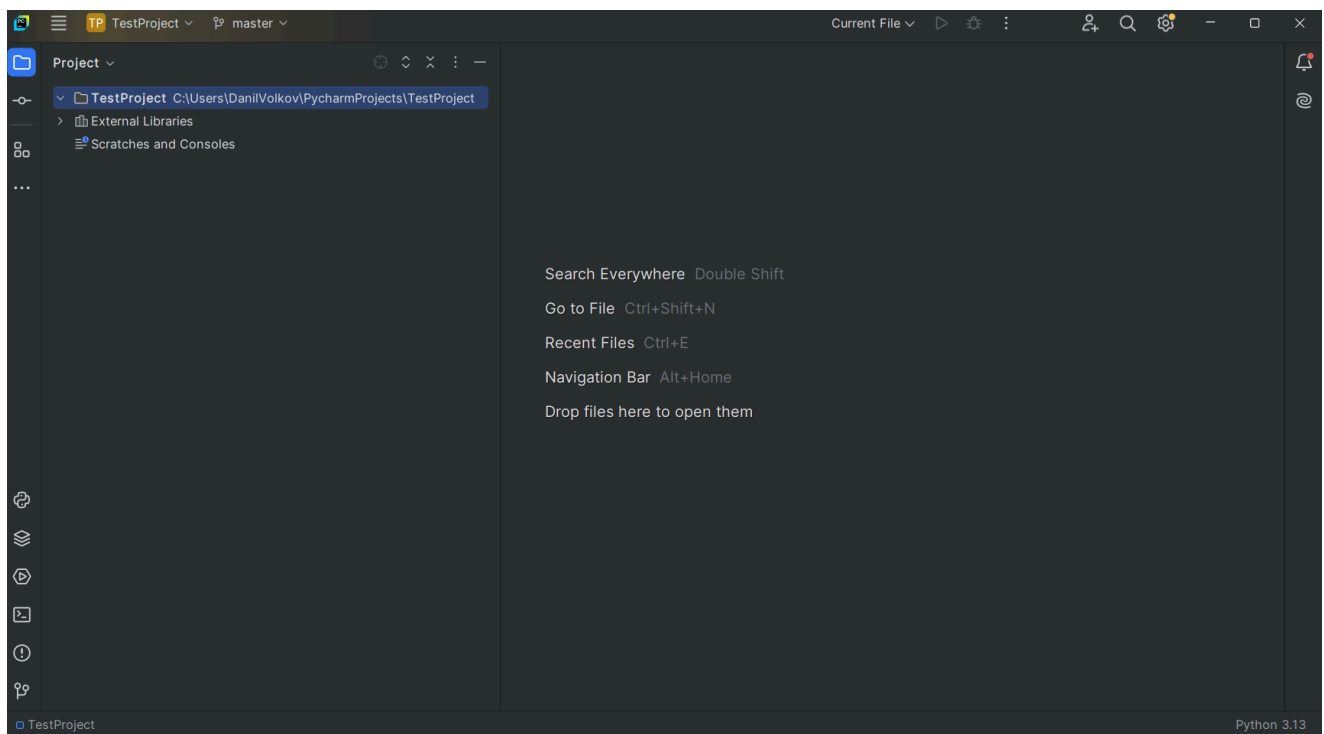 PC TP TestProject master Current File
Project
TestProject C:\Users\DanilVolkov\PycharmProjects\TestProject
External Libraries
Scratches and Consoles
Search Everywhere Double Shift
Go to File Ctrl+Shift+N
Recent Files Ctrl+E
Navigation Bar Alt+Home
Drop files here to open them
TestProject Python 3.13